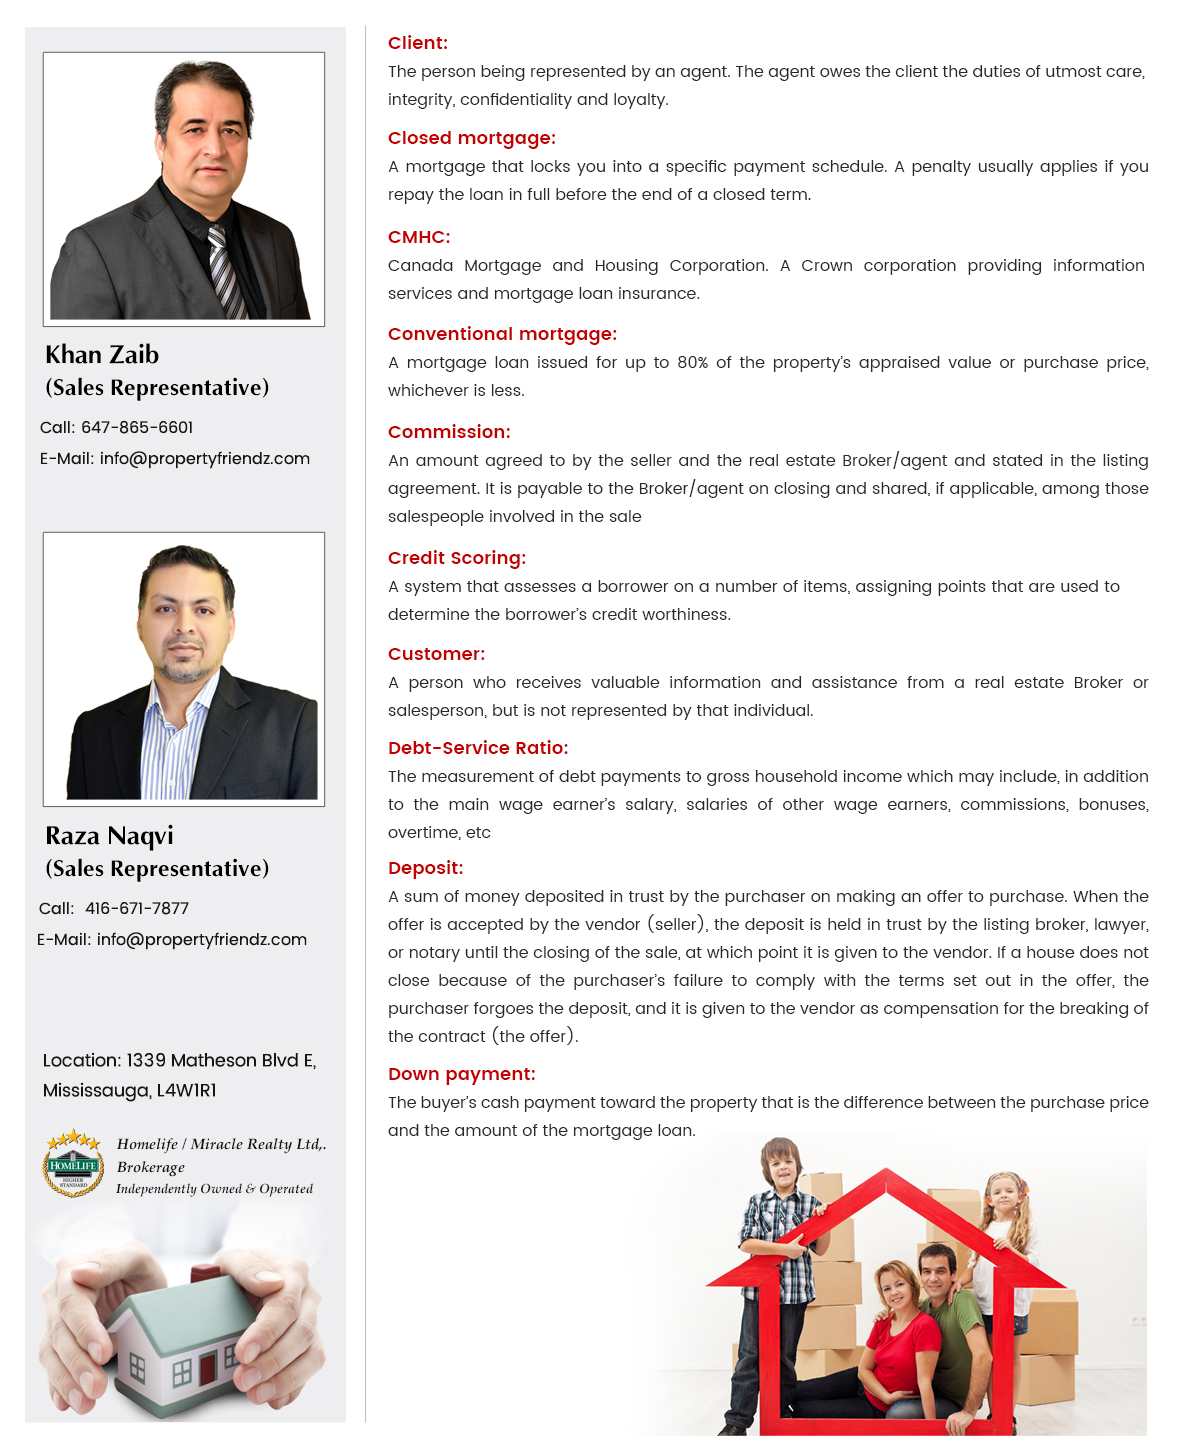 Khan Zaib
(Sales Representative)
Call: 647-865-6601
E-Mail: info@propertyfriendz.com
Raza Naqvi
(Sales Representative)
Call:  416-671-7877
E-Mail: info@propertyfriendz.com
Location: 1339 Matheson Blvd E,
Mississauga, L4W1R1
HOMELIFE
HIGHER
STANDARD
Homelife / Miracle Realty Ltd,.
Brokerage
Independently Owned & Operated
Client:
The person being represented by an agent. The agent owes the client the duties of utmost care,
integrity, confidentiality and loyalty.
Closed mortgage:
A mortgage that locks you into a specific payment schedule. A penalty usually applies if you
repay the loan in full before the end of a closed term.
CMHC:
Canada Mortgage and Housing Corporation. A Crown corporation providing information
services and mortgage loan insurance.
Conventional mortgage:
A mortgage loan issued for up to 80% of the property’s appraised value or purchase price,
whichever is less.
Commission:
An amount agreed to by the seller and the real estate Broker/agent and stated in the listing
agreement. It is payable to the Broker/agent on closing and shared, if applicable, among those
salespeople involved in the sale
Credit Scoring:
A system that assesses a borrower on a number of items, assigning points that are used to
determine the borrower’s credit worthiness.
Customer:
A person who receives valuable information and assistance from a real estate Broker or
salesperson, but is not represented by that individual.
Debt-Service Ratio:
The measurement of debt payments to gross household income which may include, in addition
to the main wage earner’s salary, salaries of other wage earners, commissions, bonuses,
overtime, etc
Deposit:
A sum of money deposited in trust by the purchaser on making an offer to purchase. When the
offer is accepted by the vendor (seller), the deposit is held in trust by the listing broker, lawyer,
or notary until the closing of the sale, at which point it is given to the vendor. If a house does not
close because of the purchaser’s failure to comply with the terms set out in the offer, the
purchaser forgoes the deposit, and it is given to the vendor as compensation for the breaking of
the contract (the offer).
Down payment:
The buyer’s cash payment toward the property that is the difference between the purchase price
and the amount of the mortgage loan.